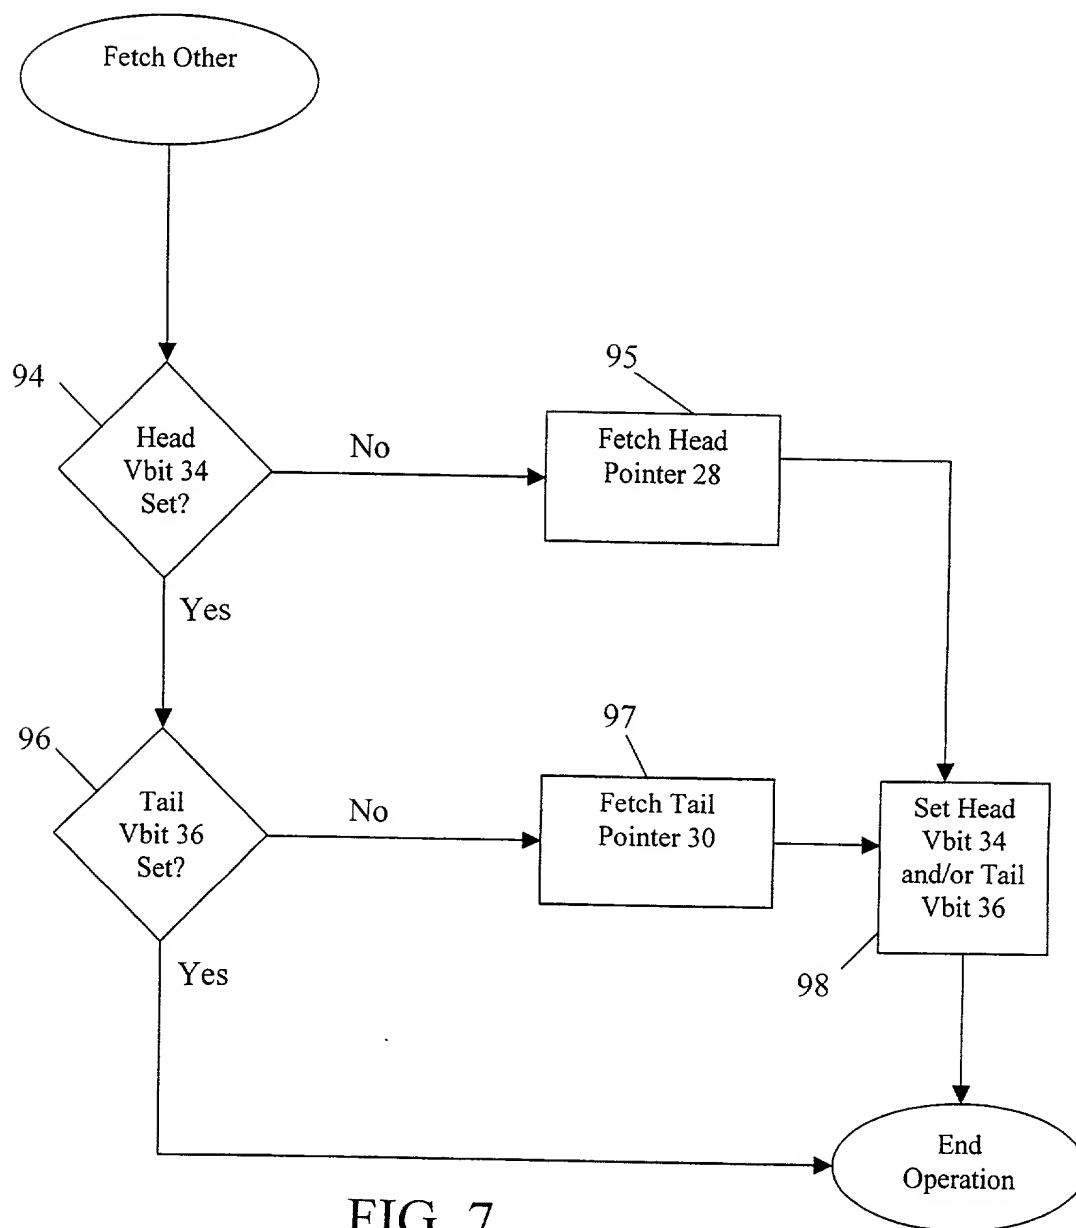 Fetch Other
94
Head
Vbit 34
Set?
No
95
Fetch Head
Pointer 28
Yes
96
Tail
Vbit 36
Set?
No
97
Fetch Tail
Pointer 30
Set Head
Vbit 34
and/or Tail
Vbit 36
98
Yes
End
Operation
FIG. 7